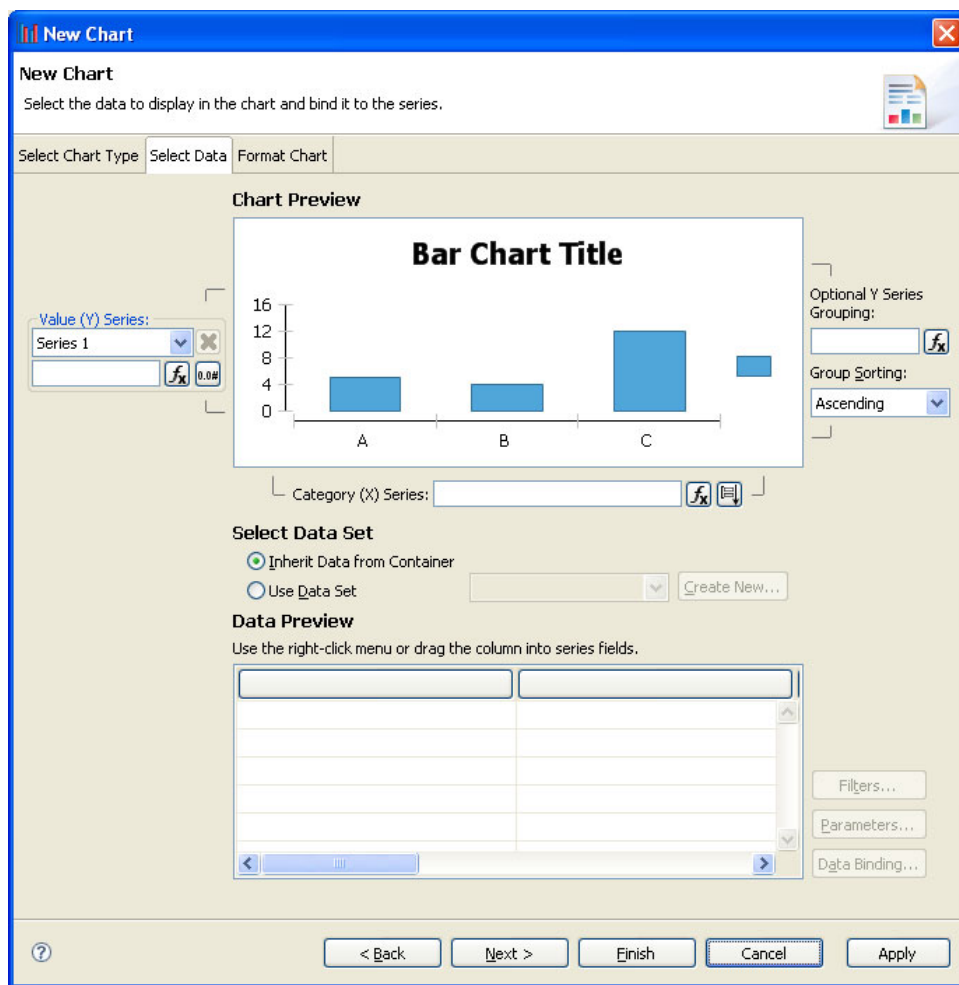 New Chart
New Chart
Select the data to display in the chart and bind it to the series.
Select Chart Type Select Data Format Chart
Chart Preview
Bar Chart Title
16
12
8
4
0
A B C
Value (Y) Series:
Series 1
fx 0.0#
Optional Y Series
Grouping:
fx
Group Sorting:
Ascending
Category (X) Series: fx
Select Data Set
Inherit Data from Container
Use Data Set Create New...
Data Preview
Use the right-click menu or drag the column into series fields.
Filters...
Parameters...
Data Binding...
? < Back Next > Finish Cancel Apply